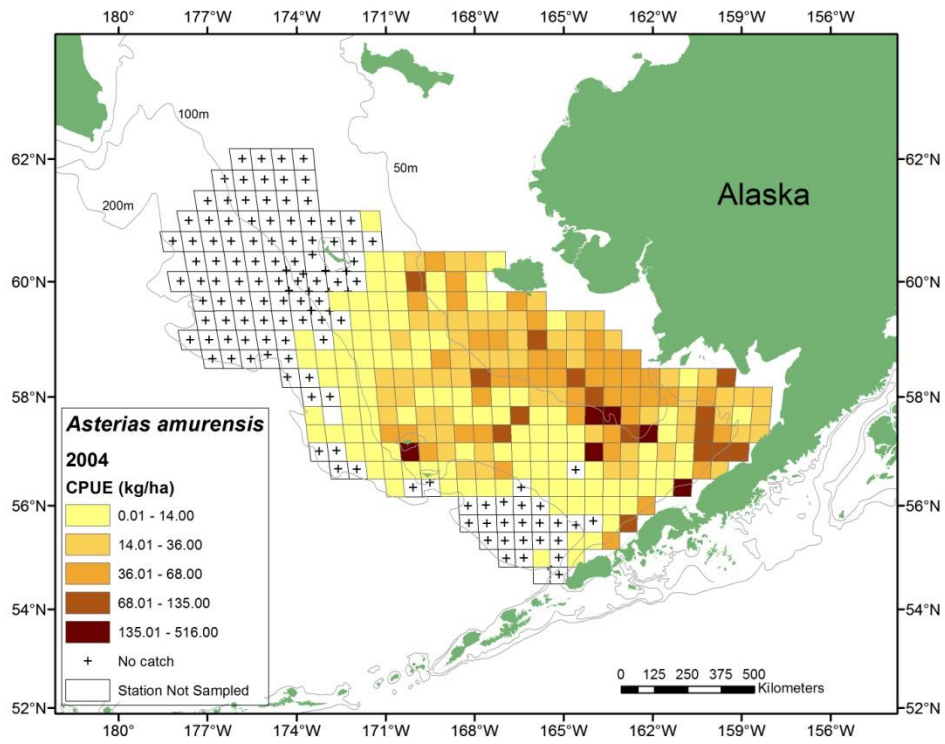 180° 177°W 174°W 171°W 168°W 165°W 162°W 159°W 156°W
100m
50m
62°N
62°N
200m
Alaska
60°N
60°N
58°N
58°N
Asterias amurensis
2004
CPUE (kg/ha)
0.01 - 14.00
14.01 - 36.00
36.01 - 68.00
68.01 - 135.00
135.01 - 516.00
No catch
Station Not Sampled
56°N
56°N
54°N
54°N
0 125 250 375 500
Kilometers
52°N
52°N
180° 177°W 174°W 171°W 168°W 165°W 162°W 159°W 156°W